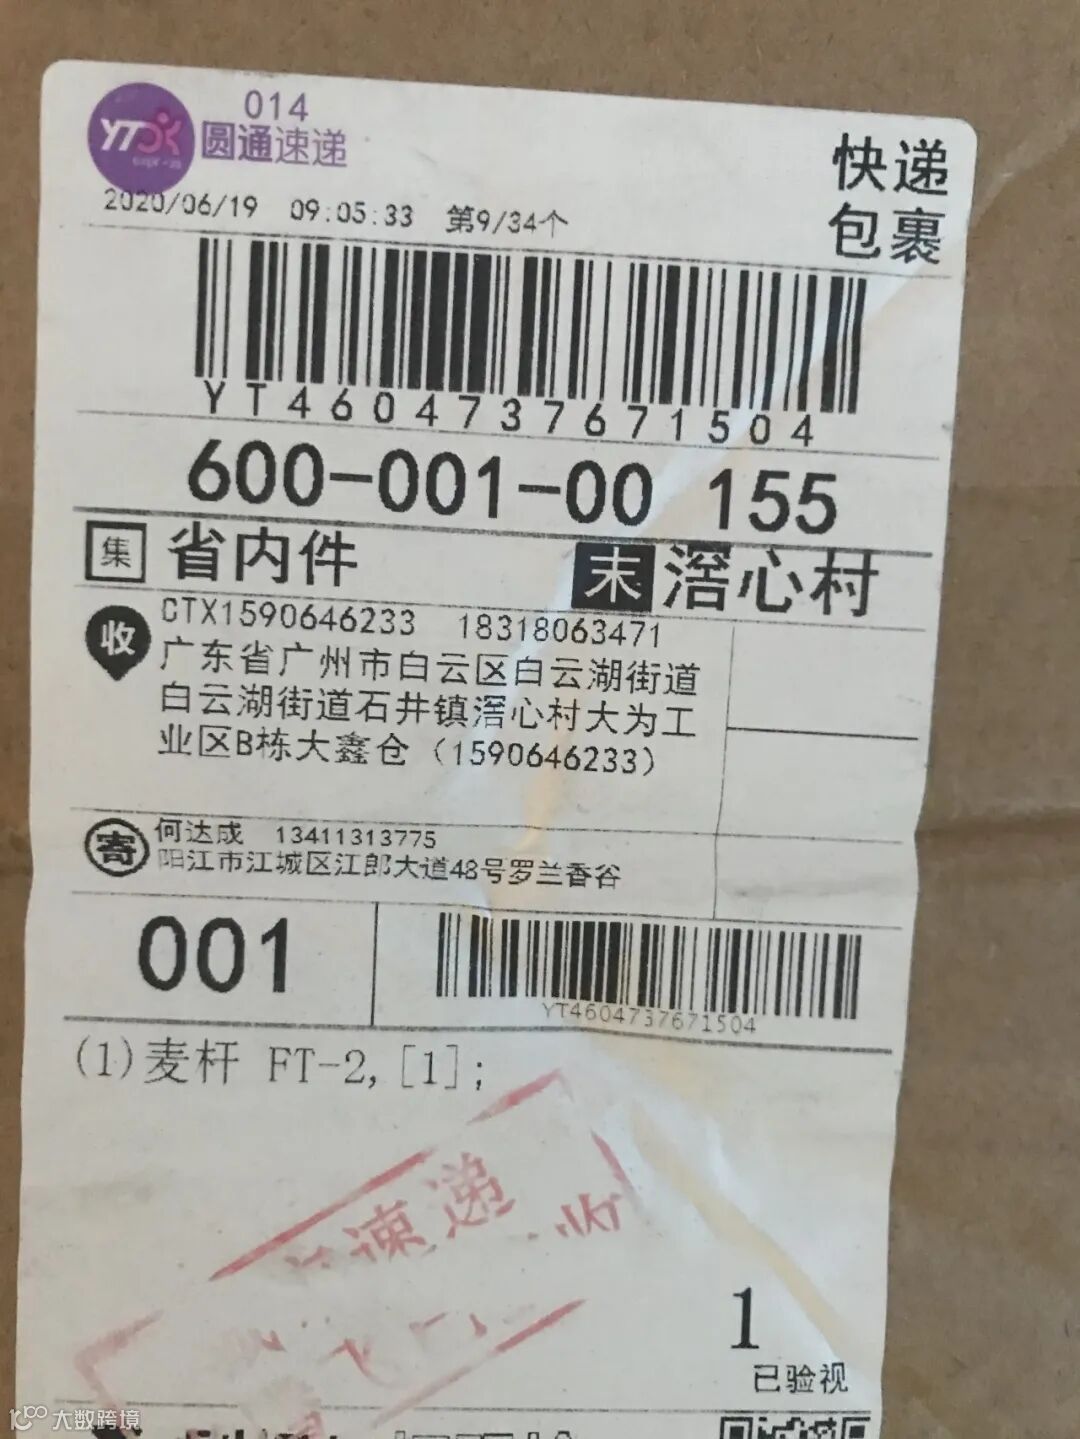 014
YTO 圆通速递
快递
包裹
2020/06/19 09:05:33 第9/34个
YT4604737671504
600-001-00 155
集 省内件 末 滘心村
收 CTX1590646233 18318063471
广东省广州市白云区白云湖街道
白云湖街道石井镇滘心村大为工
业区B栋大鑫仓（1590646233）
寄 何达成 13411313775
阳江市江城区江郎大道48号罗兰香谷
001
YT4604737671504
(1)麦杆 FT-2,[1];
速递
1
已验视
大数跨境